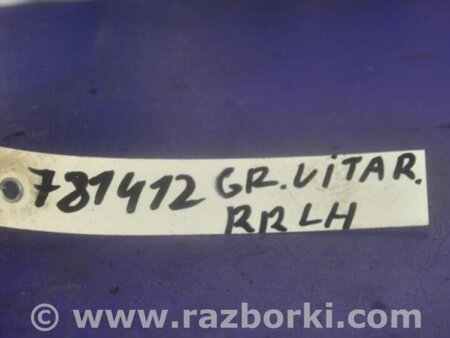 781412 GR.VITAR.
RR LH
© www.razborki.com